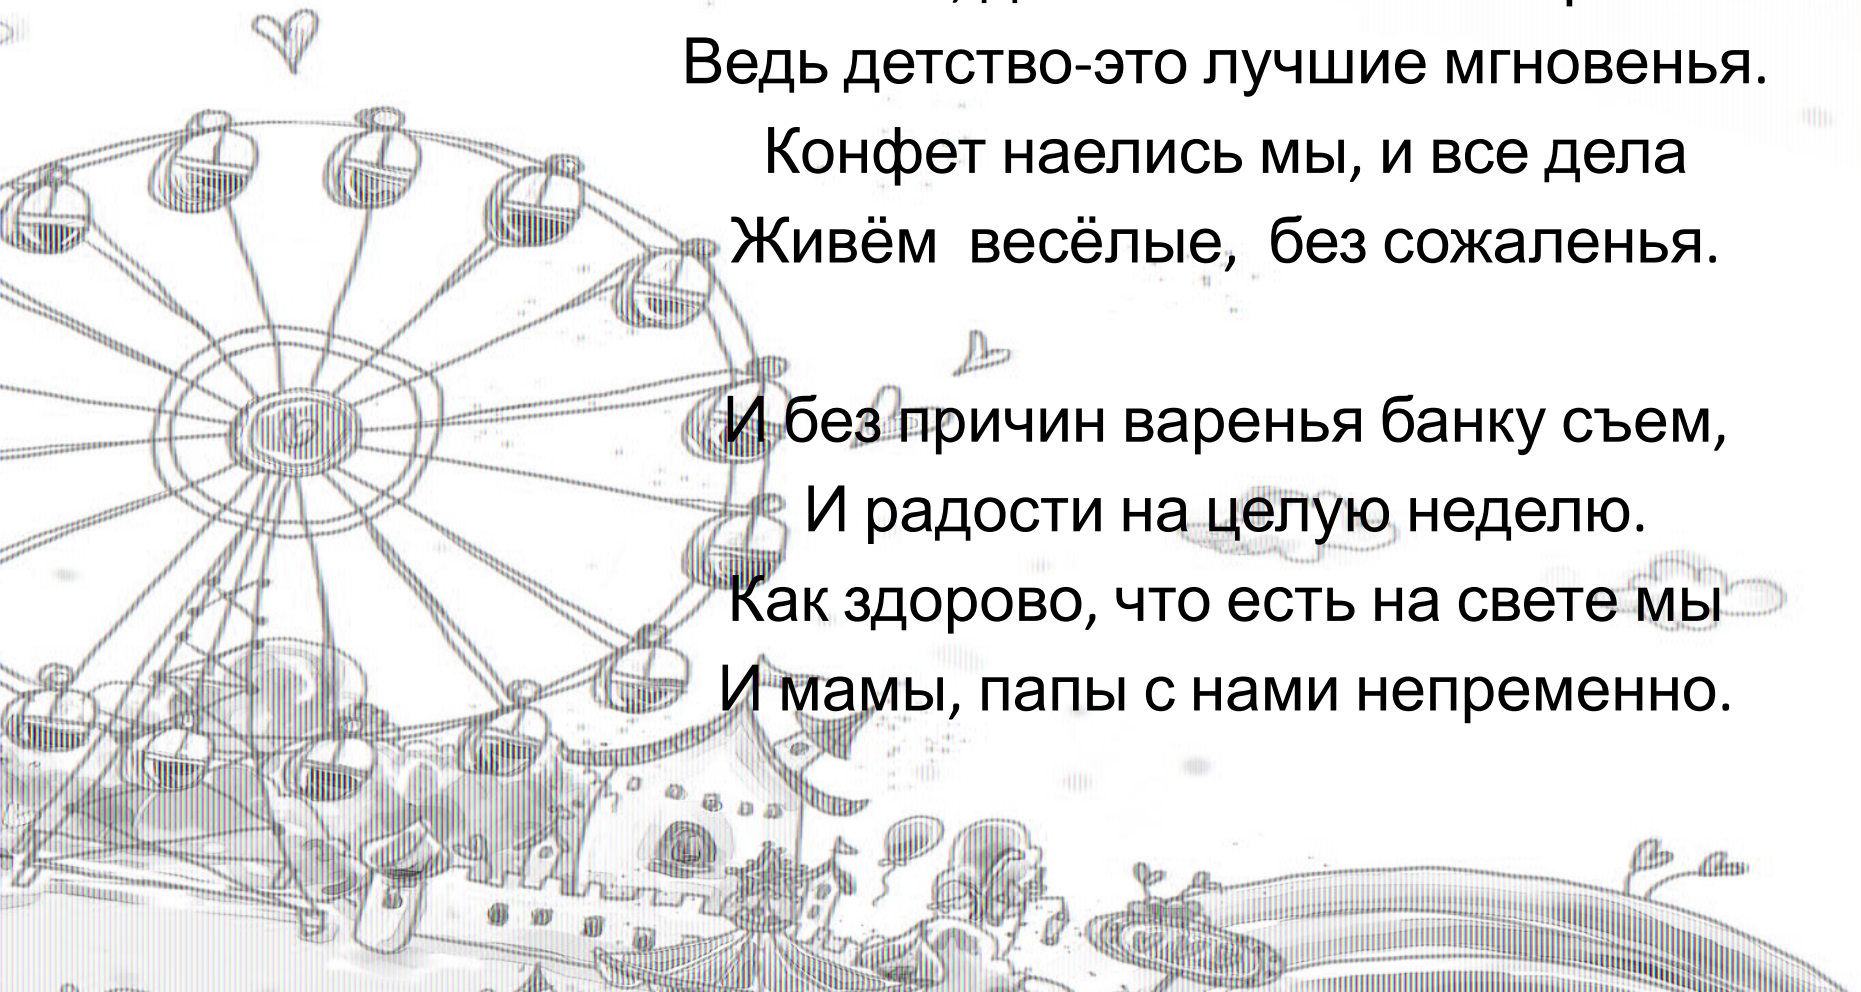 Ведь детство-это лучшие мгновенья.
Конфет наелись мы, и все дела
Живём  весёлые,  без сожаленья.
И без причин варенья банку съем,
И радости на целую неделю.
Как здорово, что есть на свете мы
И мамы, папы с нами непременно.